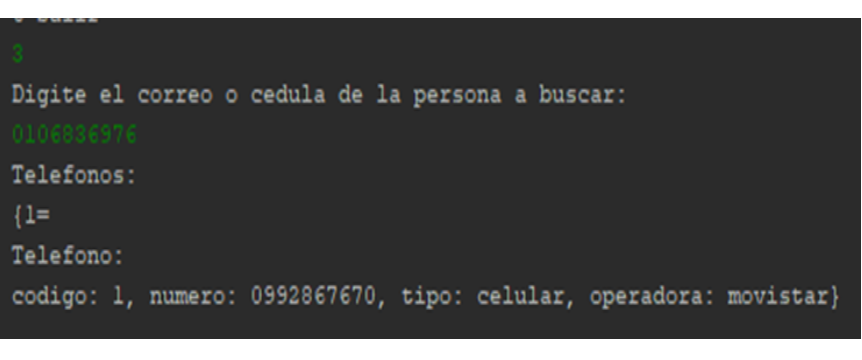 3
Digite el correo o cedula de la persona a buscar:
0106836976
Telefonos:
{1=
Telefono:
codigo: 1, numero: 0992867670, tipo: celular, operadora: movistar}